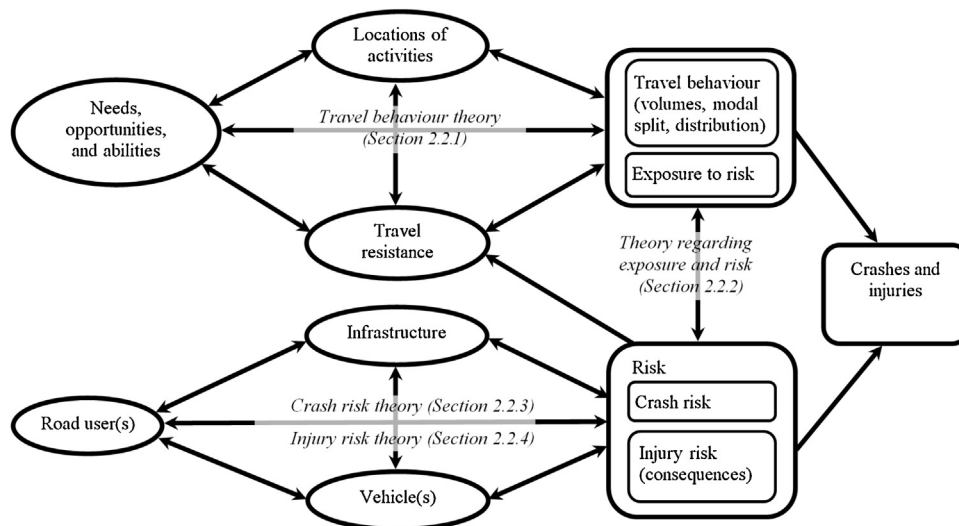 Locations of
activities
Needs,
opportunities,
and abilities
Travel behaviour theory
(Section 2.2.1)
Travel behaviour
(volumes, modal
split, distribution)
Exposure to risk
Travel
resistance
Theory regarding
exposure and risk
(Section 2.2.2)
Crashes and
injuries
Infrastructure
Road user(s)
Crash risk theory (Section 2.2.3)
Injury risk theory (Section 2.2.4)
Vehicle(s)
Risk
Crash risk
Injury risk
(consequences)